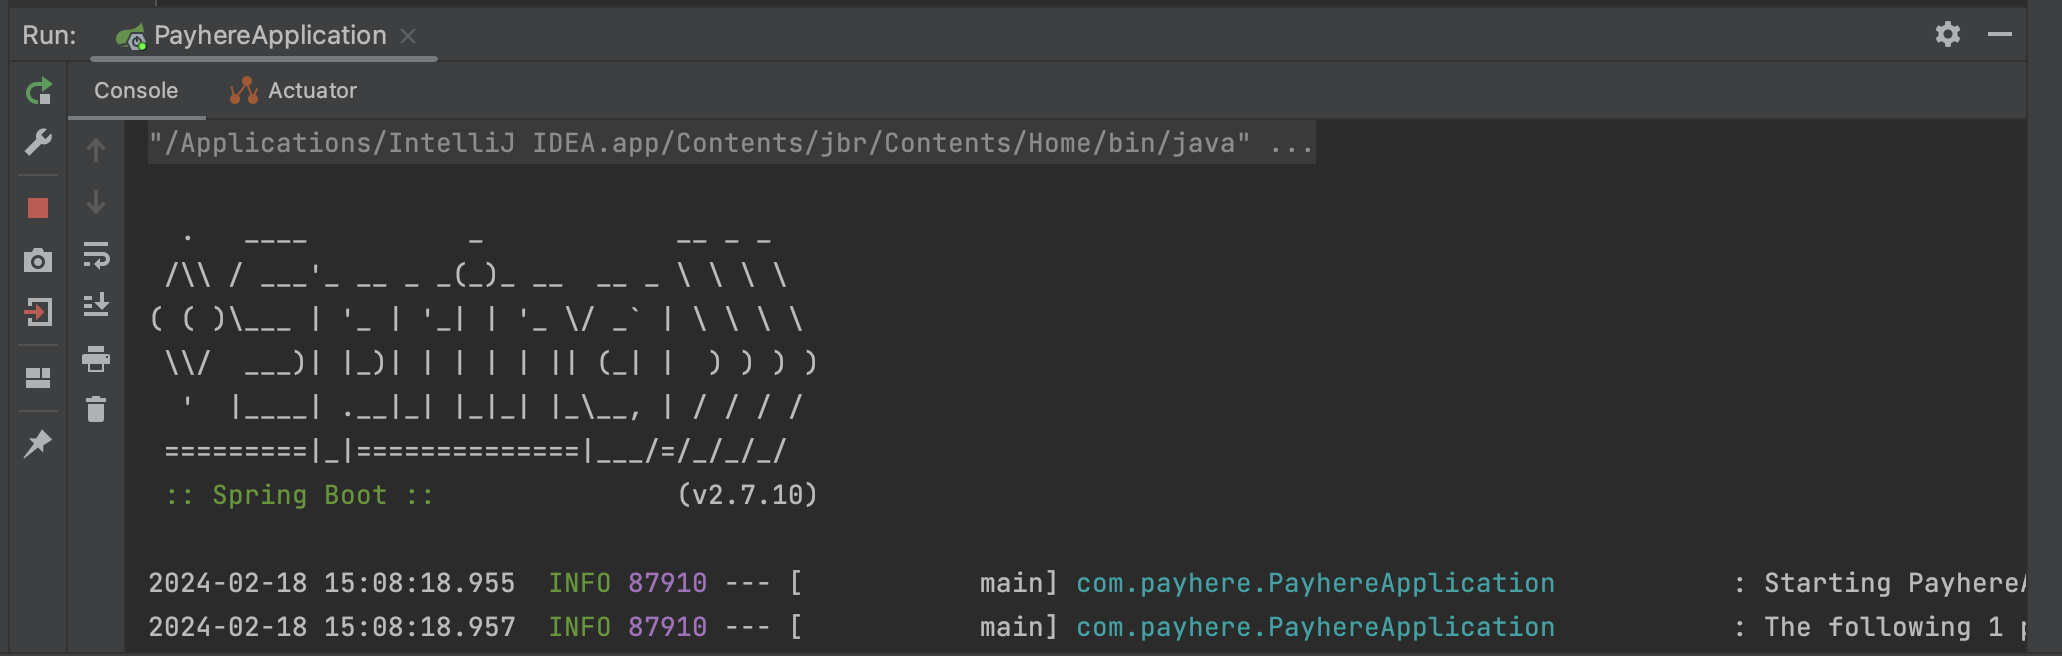 Run: PayhereApplication
Console Actuator
"/Applications/IntelliJ IDEA.app/Contents/jbr/Contents/Home/bin/java" ...
  .   ____          _            __ _ _
 /\\ / ___'_ __ _ _(_)_ __  __ _ \ \ \ \
( ( )\___ | '_ | '_| | '_ \/ _` | \ \ \ \
 \\/  ___)| |_)| | | | | || (_| |  ) ) ) )
  '  |____| .__|_| |_|_| |_\__, | / / / /
 =========|_|==============|___/=/_/_/_/
 :: Spring Boot ::                (v2.7.10)
2024-02-18 15:08:18.955  INFO 87910 --- [           main] com.payhere.PayhereApplication           : Starting PayhereA
2024-02-18 15:08:18.957  INFO 87910 --- [           main] com.payhere.PayhereApplication           : The following 1